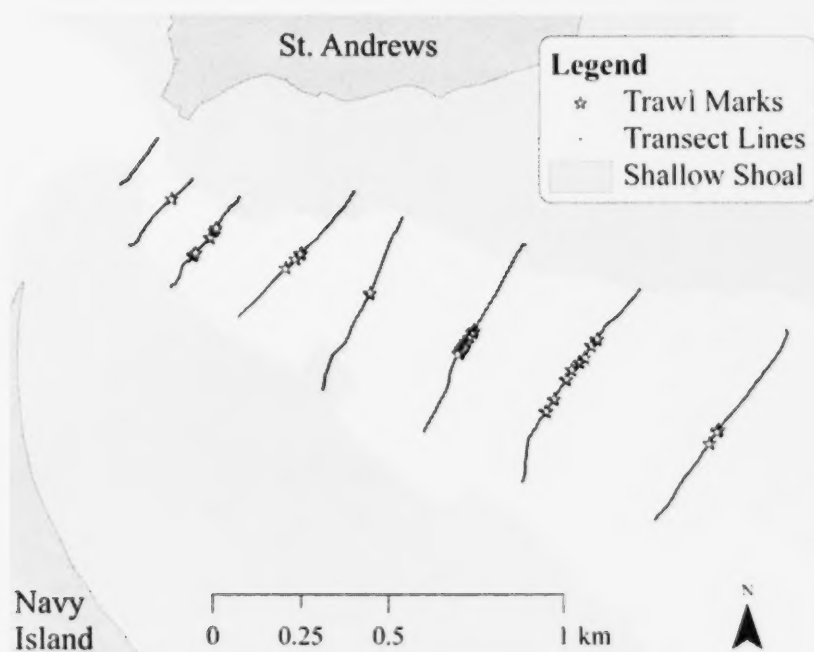 St. Andrews
Legend
Trawl Marks
Transect Lines
Shallow Shoal
Navy
Island
0 0.25 0.5 1 km
N